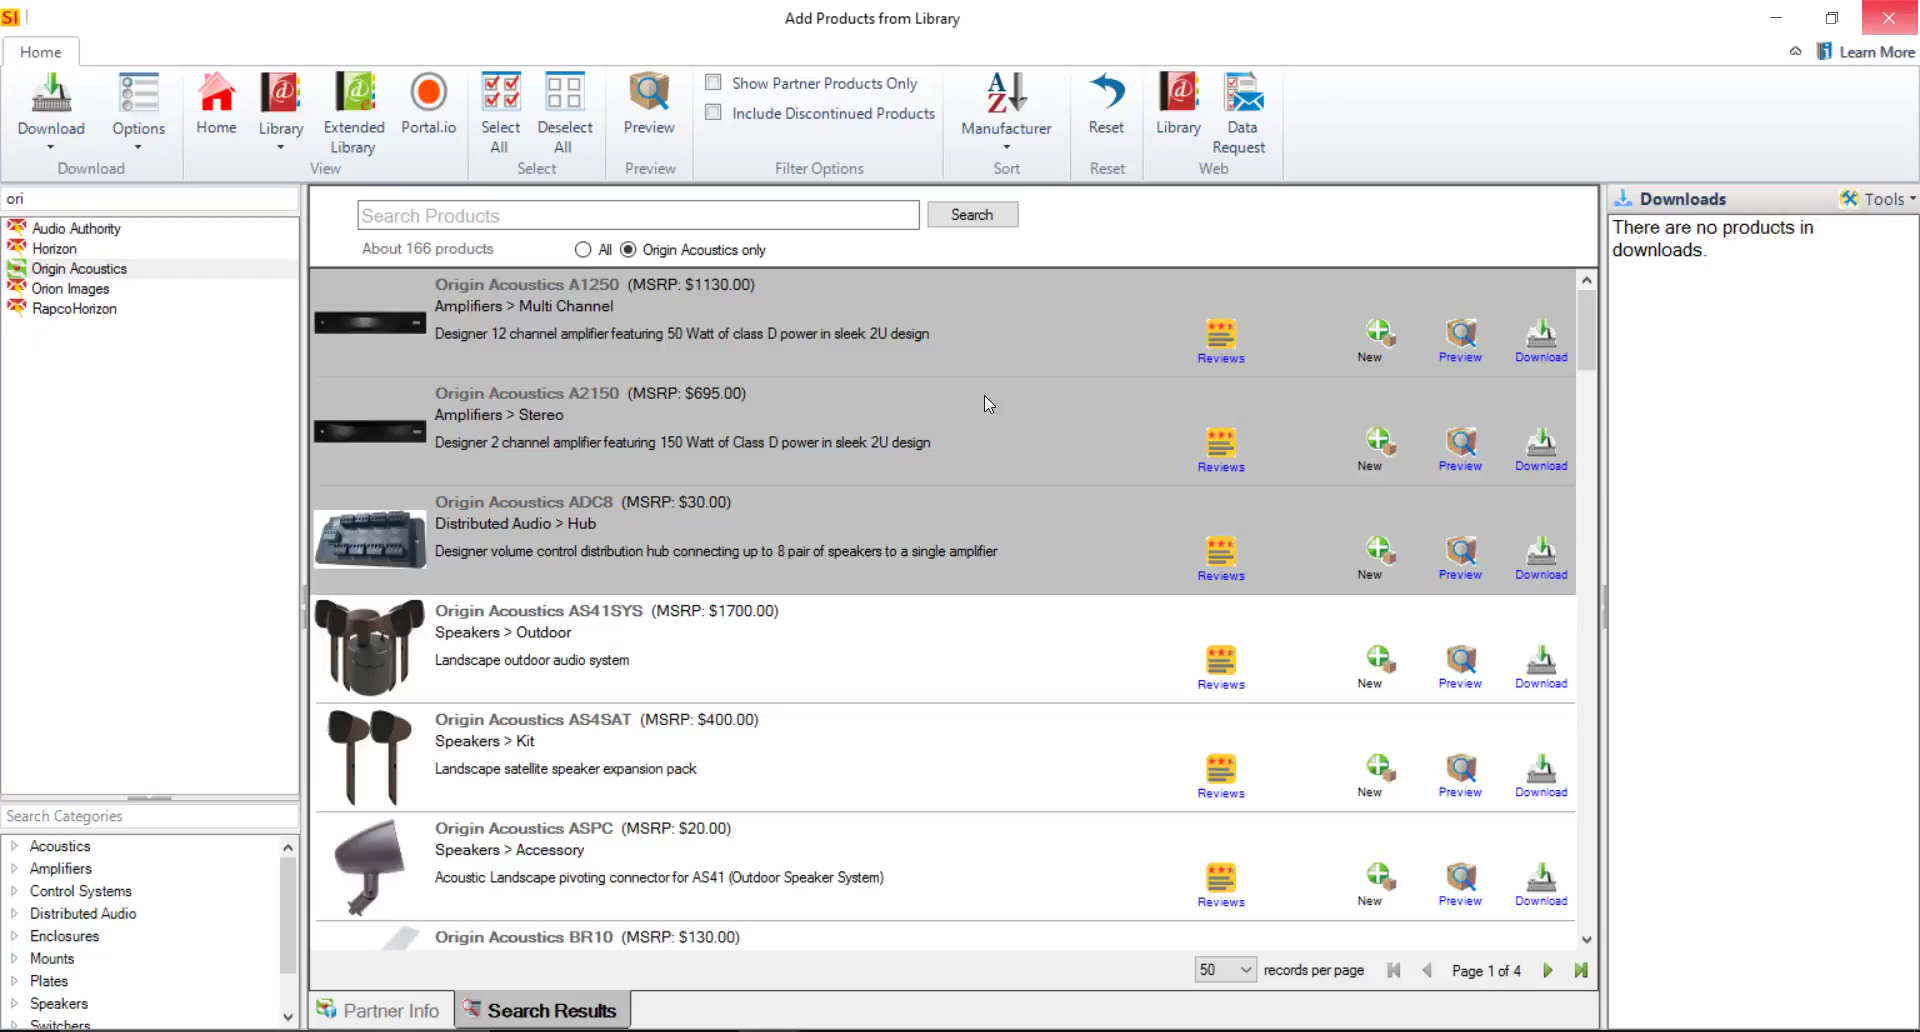 SI
Add Products from Library
Home
Learn More
Download
Options
Home
Library
Extended
Library
Portal.io
Select
All
Deselect
All
Preview
Show Partner Products Only
Include Discontinued Products
Manufacturer
Reset
Library
Data
Request
Download
View
Select
Preview
Filter Options
Sort
Reset
Web
ori
Audio Authority
Horizon
Origin Acoustics
Orion Images
RapcoHorizon
Search Categories
Acoustics
Amplifiers
Control Systems
Distributed Audio
Enclosures
Mounts
Plates
Speakers
Switchers
Search Products
Search
About 166 products
All
Origin Acoustics only
Origin Acoustics A1250 (MSRP: $1130.00)
Amplifiers > Multi Channel
Designer 12 channel amplifier featuring 50 Watt of class D power in sleek 2U design
Reviews
New
Preview
Download
Origin Acoustics A2150 (MSRP: $695.00)
Amplifiers > Stereo
Designer 2 channel amplifier featuring 150 Watt of Class D power in sleek 2U design
Reviews
New
Preview
Download
Origin Acoustics ADC8 (MSRP: $30.00)
Distributed Audio > Hub
Designer volume control distribution hub connecting up to 8 pair of speakers to a single amplifier
Reviews
New
Preview
Download
Origin Acoustics AS41SYS (MSRP: $1700.00)
Speakers > Outdoor
Landscape outdoor audio system
Reviews
New
Preview
Download
Origin Acoustics AS4SAT (MSRP: $400.00)
Speakers > Kit
Landscape satellite speaker expansion pack
Reviews
New
Preview
Download
Origin Acoustics ASPC (MSRP: $20.00)
Speakers > Accessory
Acoustic Landscape pivoting connector for AS41 (Outdoor Speaker System)
Reviews
New
Preview
Download
Origin Acoustics BR10 (MSRP: $130.00)
50
records per page
Page 1 of 4
Partner Info
Search Results
Downloads
Tools
There are no products in
downloads.